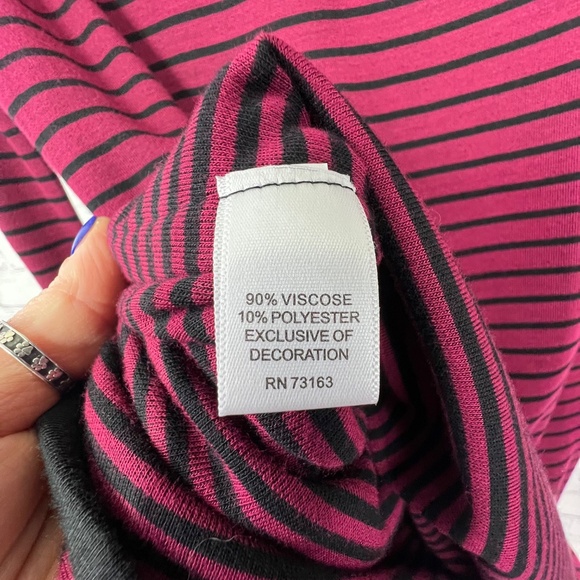 90% VISCOSE
10% POLYESTER
EXCLUSIVE OF
DECORATION
RN 73163